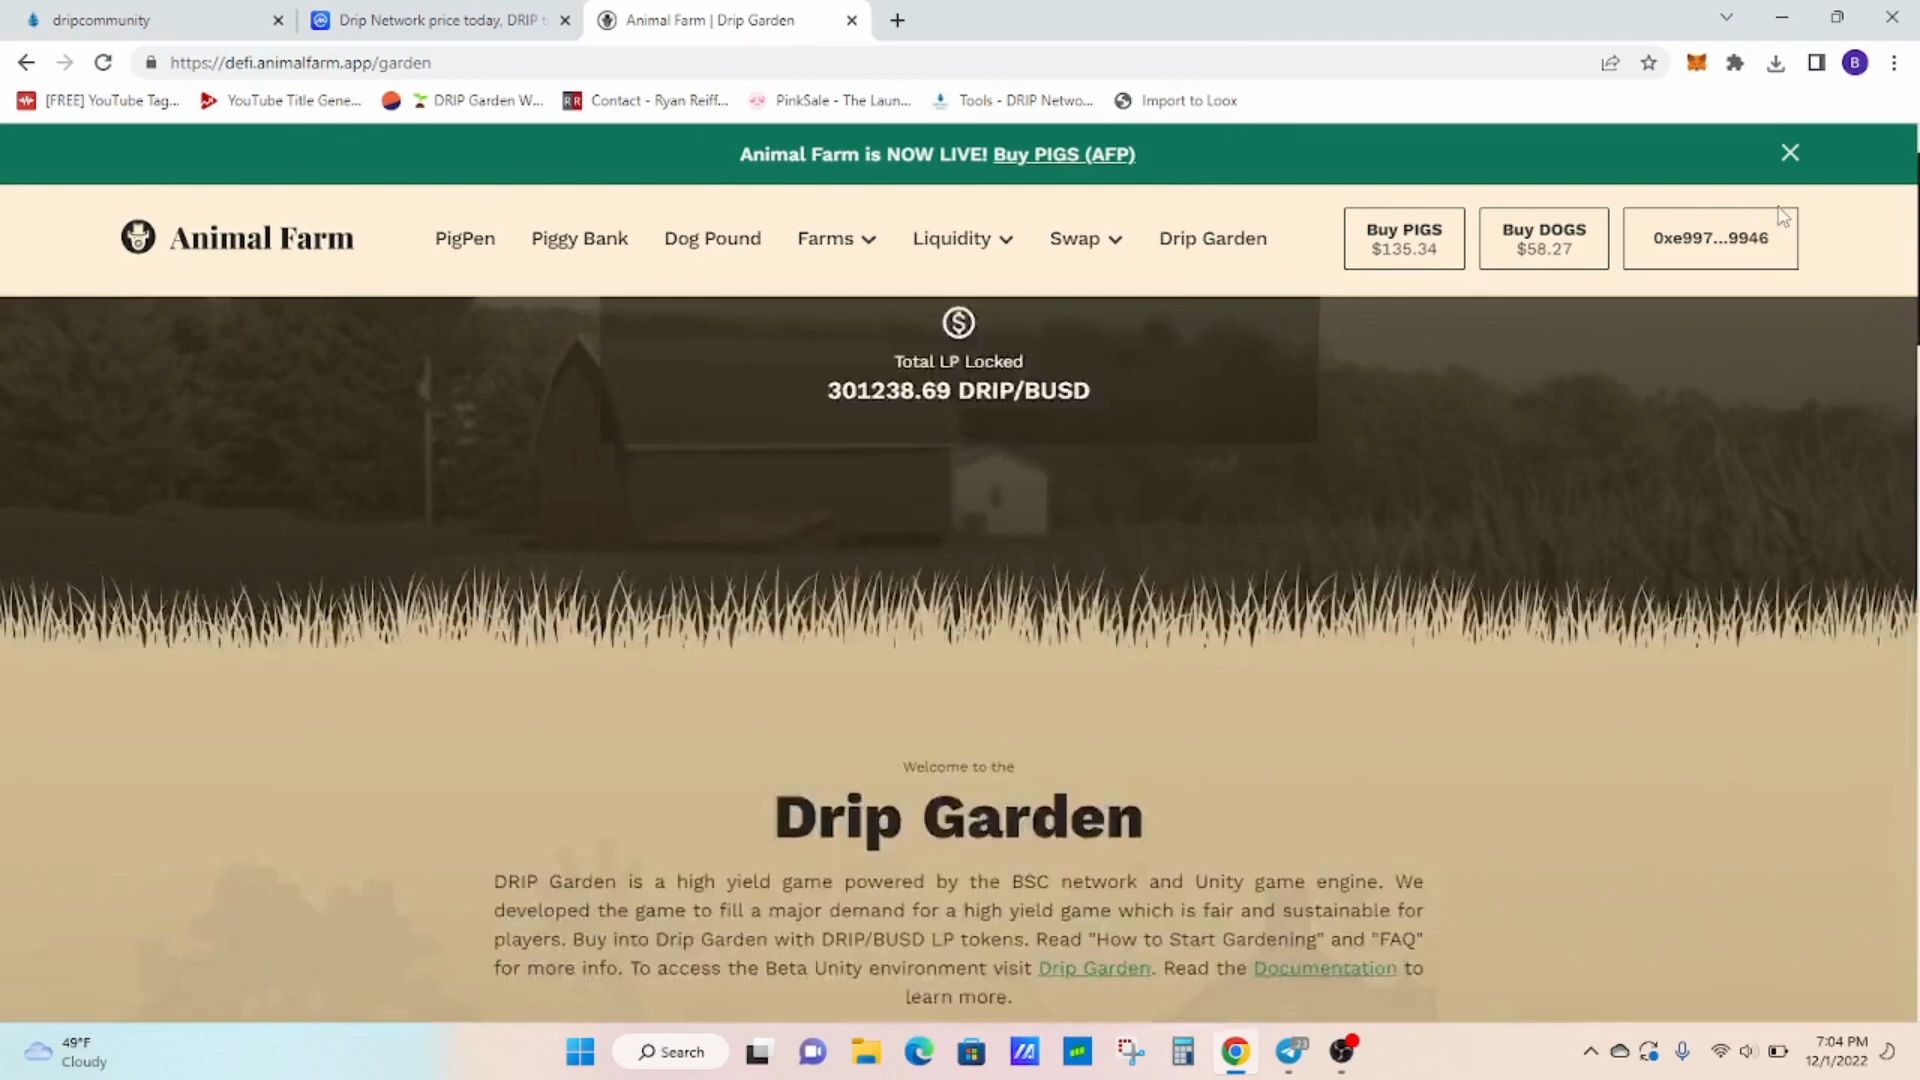 dripcommunity
Drip Network price today, DRIP t
Animal Farm | Drip Garden
https://defi.animalfarm.app/garden
B
[FREE] YouTube Tag...
YouTube Title Gene...
DRIP Garden W...
RR
Contact - Ryan Reiff...
PinkSale - The Laun...
Tools - DRIP Netwo...
Import to Loox
Animal Farm is NOW LIVE! Buy PIGS (AFP)
Animal Farm
PigPen
Piggy Bank
Dog Pound
Farms
Liquidity
Swap
Drip Garden
Buy PIGS
$135.34
Buy DOGS
$58.27
0xe997...9946
Total LP Locked
301238.69 DRIP/BUSD
Welcome to the
Drip Garden
DRIP Garden is a high yield game powered by the BSC network and Unity game engine. We
developed the game to fill a major demand for a high yield game which is fair and sustainable for
players. Buy into Drip Garden with DRIP/BUSD LP tokens. Read "How to Start Gardening" and "FAQ"
for more info. To access the Beta Unity environment visit Drip Garden. Read the Documentation to
learn more.
49°F
Cloudy
Search
23
7:04 PM
12/1/2022